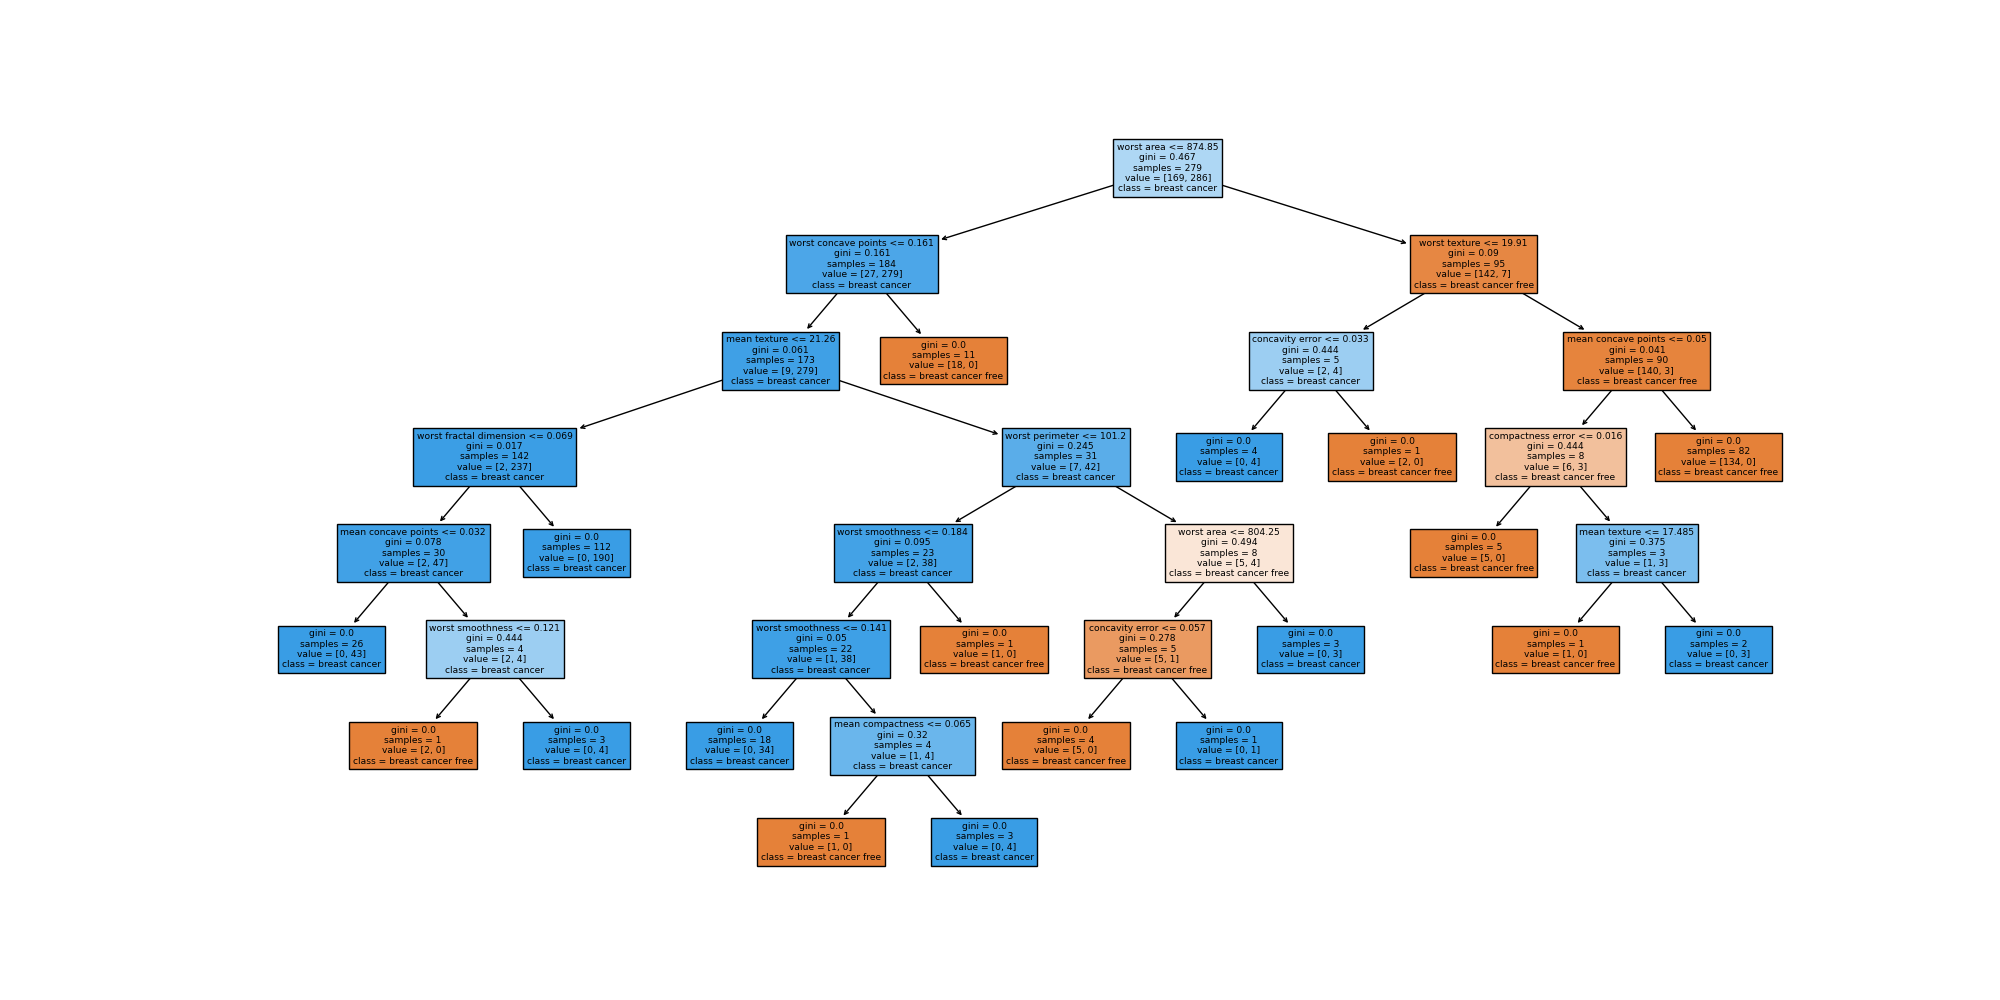 worst area <= 874.85
gini = 0.467
samples = 279
value = [169, 286]
class = breast cancer
worst concave points <= 0.161
gini = 0.161
samples = 184
value = [27, 279]
class = breast cancer
worst texture <= 19.91
gini = 0.09
samples = 95
value = [142, 7]
class = breast cancer free
mean texture <= 21.26
gini = 0.061
samples = 173
value = [9, 279]
class = breast cancer
gini = 0.0
samples = 11
value = [18, 0]
class = breast cancer free
concavity error <= 0.033
gini = 0.444
samples = 5
value = [2, 4]
class = breast cancer
mean concave points <= 0.05
gini = 0.041
samples = 90
value = [140, 3]
class = breast cancer free
worst fractal dimension <= 0.069
gini = 0.017
samples = 142
value = [2, 237]
class = breast cancer
worst perimeter <= 101.2
gini = 0.245
samples = 31
value = [7, 42]
class = breast cancer
gini = 0.0
samples = 4
value = [0, 4]
class = breast cancer
gini = 0.0
samples = 1
value = [2, 0]
class = breast cancer free
compactness error <= 0.016
gini = 0.444
samples = 8
value = [6, 3]
class = breast cancer free
gini = 0.0
samples = 82
value = [134, 0]
class = breast cancer free
mean concave points <= 0.032
gini = 0.078
samples = 30
value = [2, 47]
class = breast cancer
gini = 0.0
samples = 112
value = [0, 190]
class = breast cancer
worst smoothness <= 0.184
gini = 0.095
samples = 23
value = [2, 38]
class = breast cancer
worst area <= 804.25
gini = 0.494
samples = 8
value = [5, 4]
class = breast cancer free
gini = 0.0
samples = 5
value = [5, 0]
class = breast cancer free
mean texture <= 17.485
gini = 0.375
samples = 3
value = [1, 3]
class = breast cancer
gini = 0.0
samples = 26
value = [0, 43]
class = breast cancer
worst smoothness <= 0.121
gini = 0.444
samples = 4
value = [2, 4]
class = breast cancer
worst smoothness <= 0.141
gini = 0.05
samples = 22
value = [1, 38]
class = breast cancer
gini = 0.0
samples = 1
value = [1, 0]
class = breast cancer free
concavity error <= 0.057
gini = 0.278
samples = 5
value = [5, 1]
class = breast cancer free
gini = 0.0
samples = 3
value = [0, 3]
class = breast cancer
gini = 0.0
samples = 1
value = [1, 0]
class = breast cancer free
gini = 0.0
samples = 2
value = [0, 3]
class = breast cancer
gini = 0.0
samples = 1
value = [2, 0]
class = breast cancer free
gini = 0.0
samples = 3
value = [0, 4]
class = breast cancer
gini = 0.0
samples = 18
value = [0, 34]
class = breast cancer
mean compactness <= 0.065
gini = 0.32
samples = 4
value = [1, 4]
class = breast cancer
gini = 0.0
samples = 4
value = [5, 0]
class = breast cancer free
gini = 0.0
samples = 1
value = [0, 1]
class = breast cancer
gini = 0.0
samples = 1
value = [1, 0]
class = breast cancer free
gini = 0.0
samples = 3
value = [0, 4]
class = breast cancer